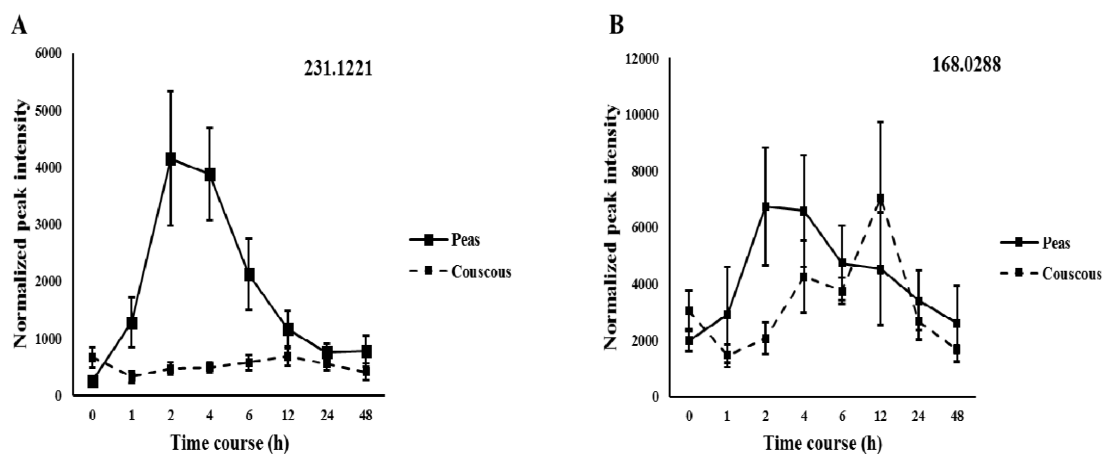 A
231.1221
Normalized peak intensity
6000
5000
4000
3000
2000
1000
0
0 1 2 4 6 12 24 48
Time course (h)
Peas
Couscous
B
168.0288
Normalized peak intensity
12000
10000
8000
6000
4000
2000
0
0 1 2 4 6 12 24 48
Time course (h)
Peas
Couscous